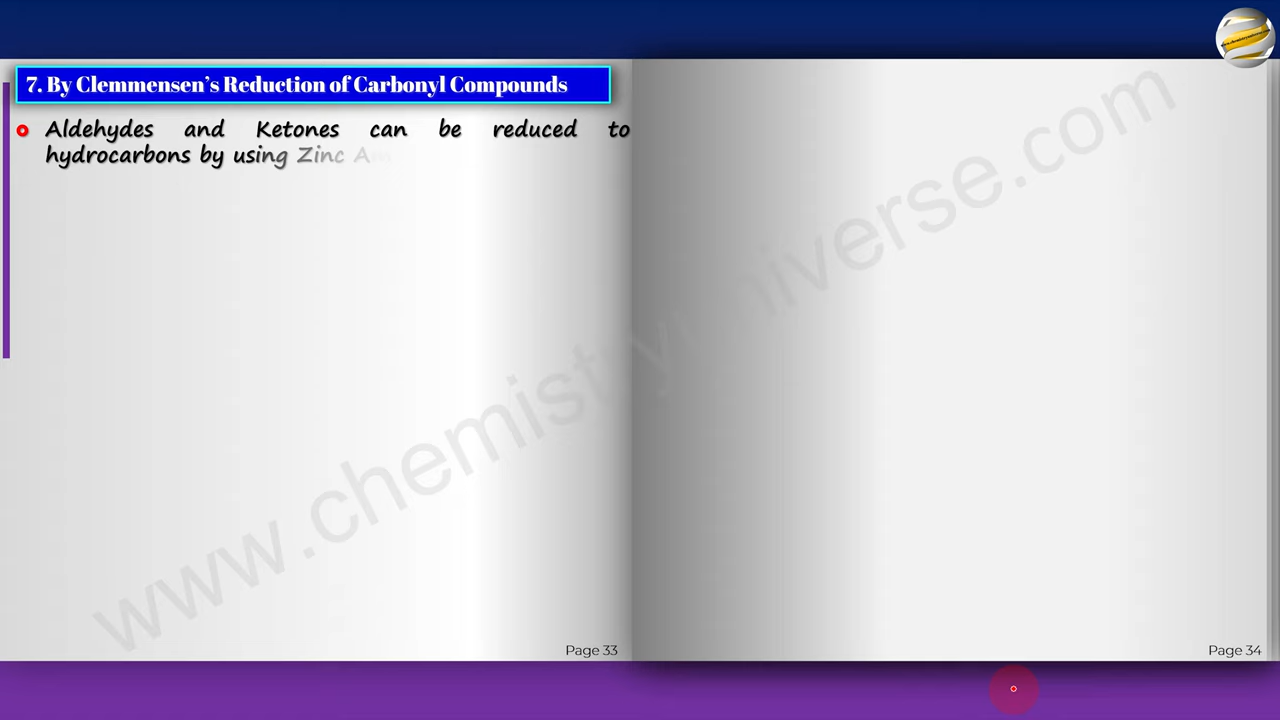 7. By Clemmensen's Reduction of Carbonyl Compounds
Aldehydes and Ketones can be reduced to
hydrocarbons by using Zinc Am
www.chemistryuniverse.com
Page 33
Page 34